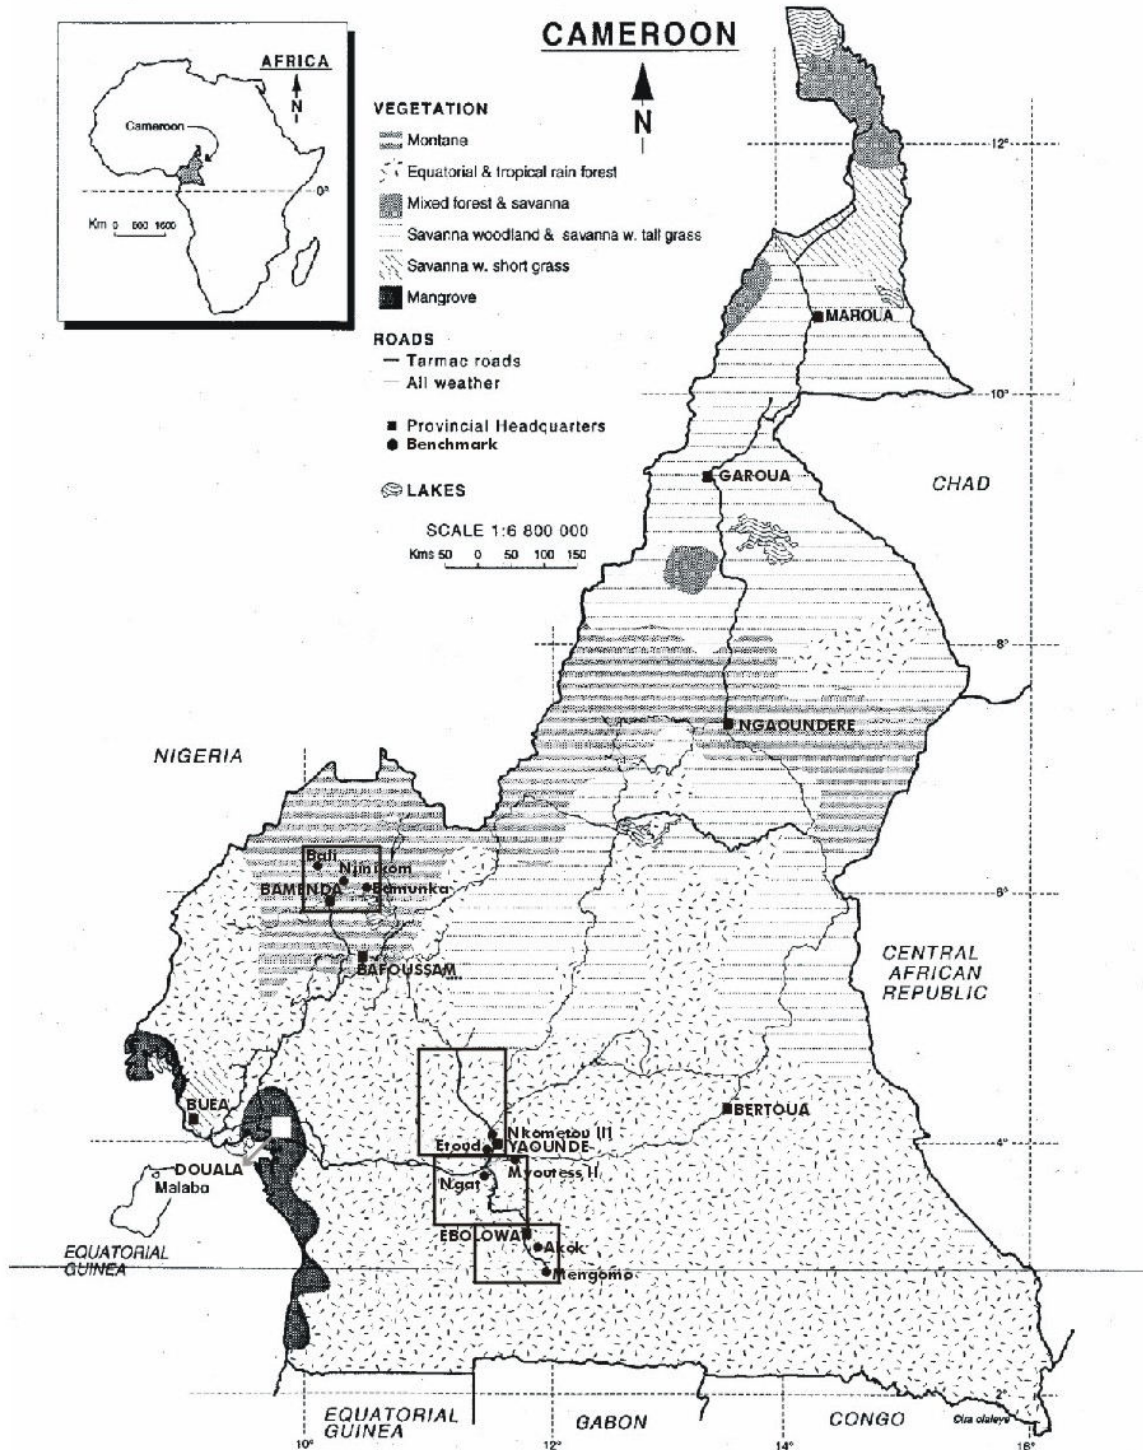 CAMEROON
AFRICA
N
Cameroon
0°
Km 0 800 1600
N
VEGETATION
Montane
Equatorial & tropical rain forest
Mixed forest & savanna
Savanna woodland & savanna w. tall grass
Savanna w. short grass
Mangrove
ROADS
Tarmac roads
All weather
Provincial Headquarters
Benchmark
LAKES
SCALE 1:6 800 000
Kms 50 0 50 100 150
12°
MAROUA
10°
GAROUA
CHAD
8°
NGAOUNDERE
NIGERIA
Bali
Njinikom
BAMENDA
Bamunka
6°
BAFOUSSAM
CENTRAL
AFRICAN
REPUBLIC
BUEA
BERTOUA
Nkometou III
Etoud
YAOUNDE
4°
DOUALA
Malabo
Mvoutess II
Ngat
EBOLOWA
Akok
Mengomo
EQUATORIAL
GUINEA
2°
EQUATORIAL
GUINEA
GABON
CONGO
10°
12°
14°
16°